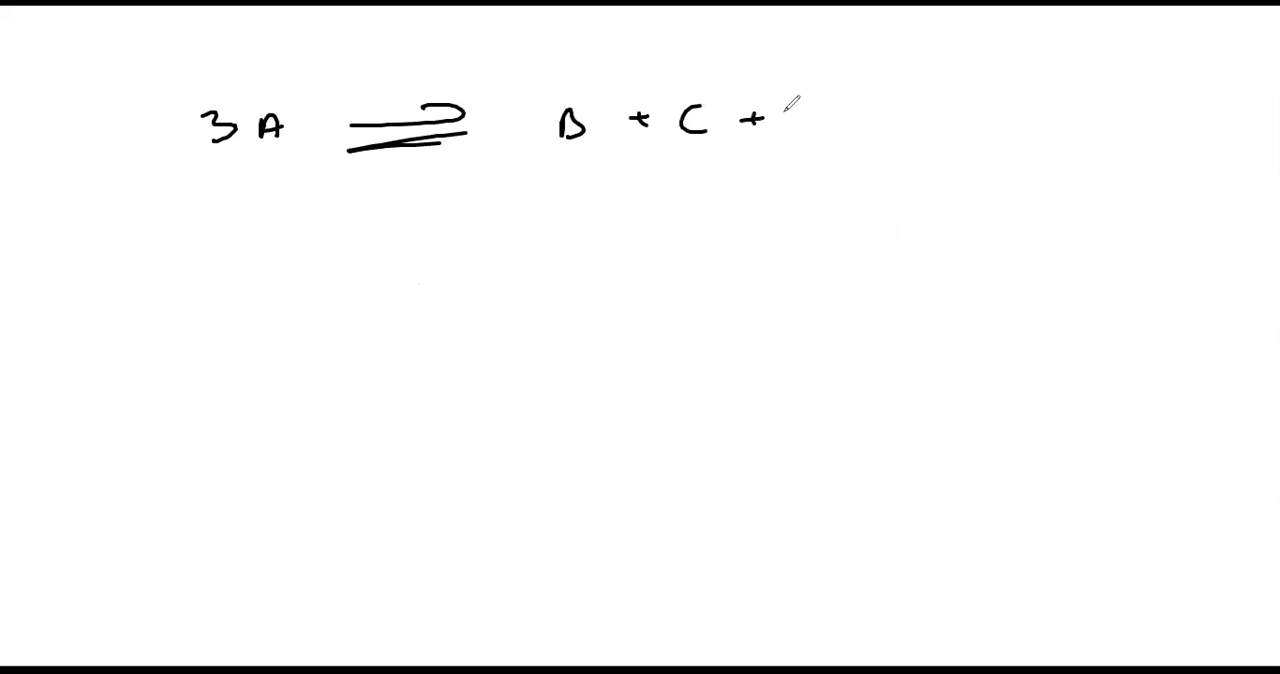 3A ⇌ B + C +